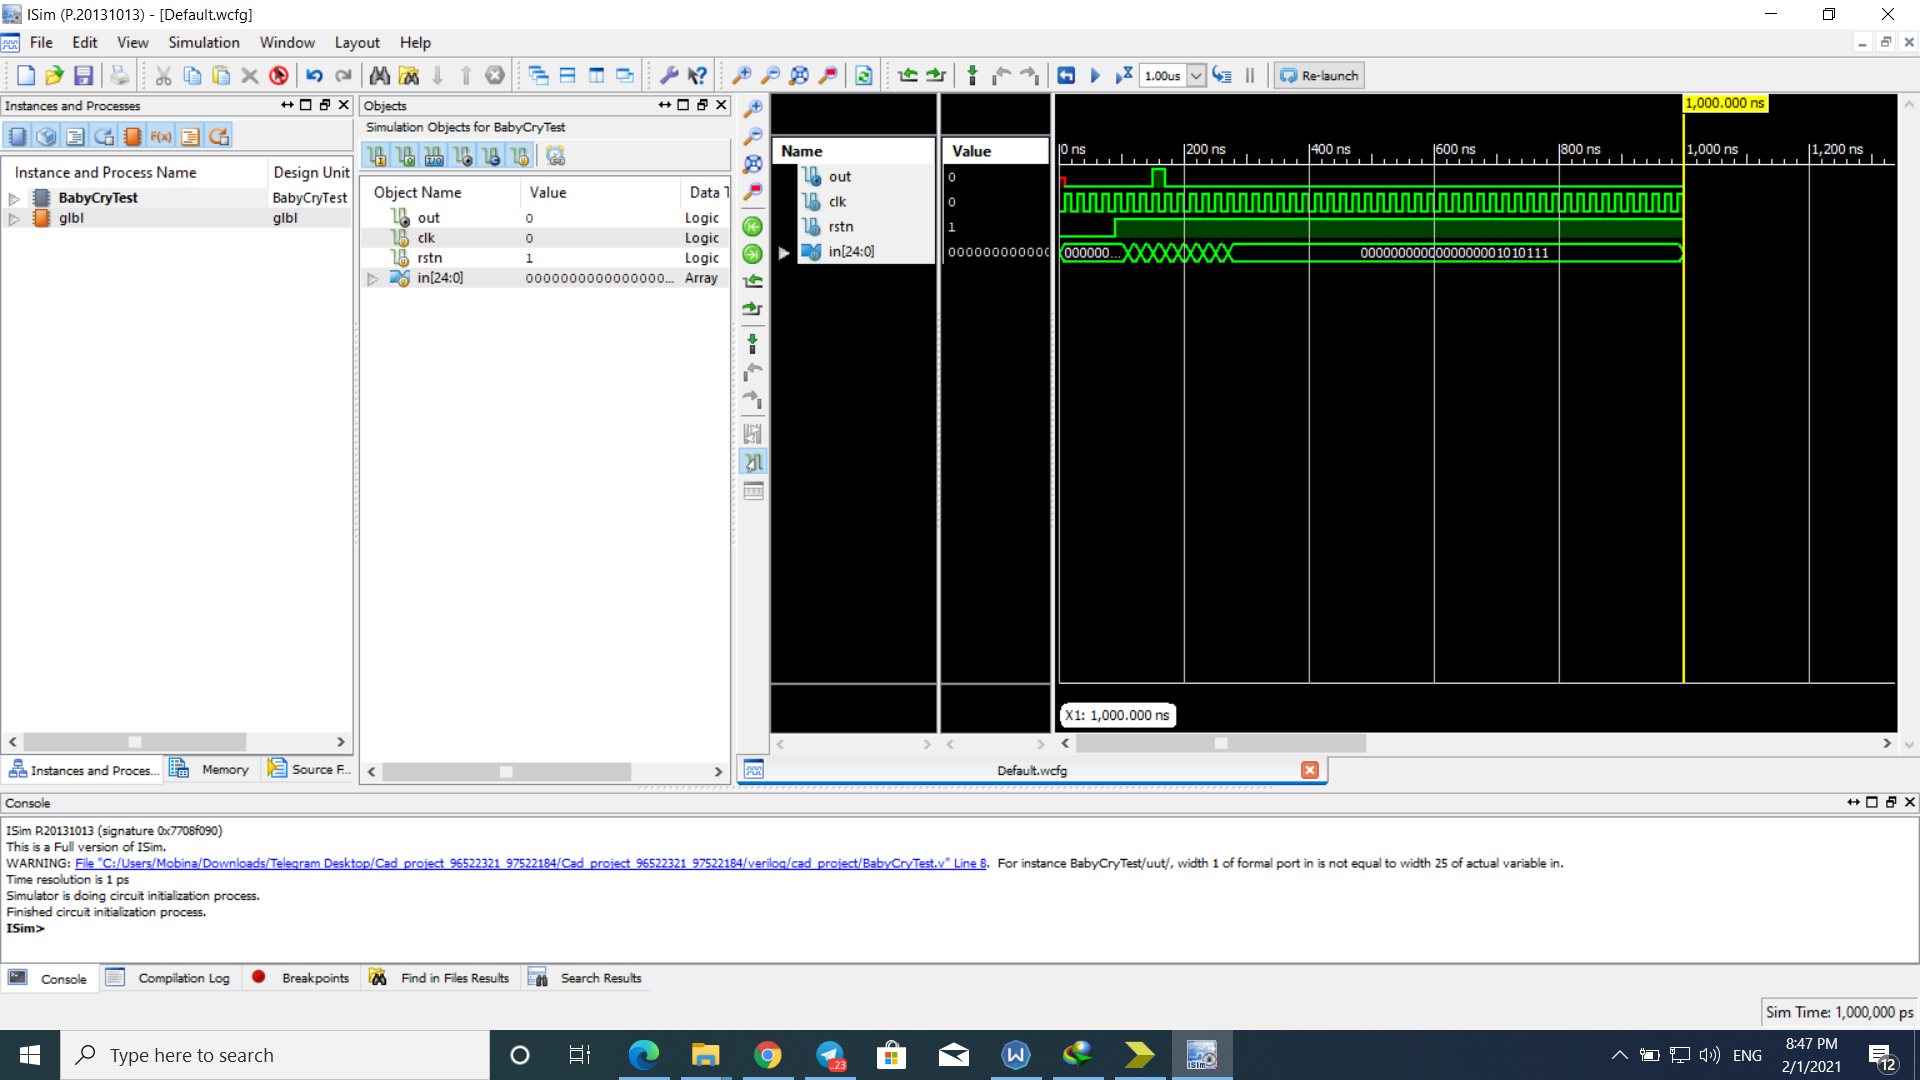 ISim (P.20131013) - [Default.wcfg]
File Edit View Simulation Window Layout Help
1.00us
Re-launch
Instances and Processes
Instance and Process Name Design Unit
BabyCryTest BabyCryTest
glbl glbl
Instances and Proces... Memory Source F...
Objects
Simulation Objects for BabyCryTest
Object Name Value Data T
out 0 Logic
clk 0 Logic
rstn 1 Logic
in[24:0] 0000000000000000... Array
Name Value
out 0
clk 0
rstn 1
in[24:0]
1,000.000 ns
0 ns 200 ns 400 ns 600 ns 800 ns 1,000 ns 1,200 ns
000000... 0000000000000000001010111
X1: 1,000.000 ns
Default.wcfg
Console
ISim P.20131013 (signature 0x7708f090)
This is a Full version of ISim.
WARNING: File "C:/Users/Mobina/Downloads/Telegram Desktop/Cad_project_96522321_97522184/Cad_project_96522321_97522184/verilog/cad_project/BabyCryTest.v" Line 8. For instance BabyCryTest/uut/, width 1 of formal port in is not equal to width 25 of actual variable in.
Time resolution is 1 ps
Simulator is doing circuit initialization process.
Finished circuit initialization process.
ISim>
Console Compilation Log Breakpoints Find in Files Results Search Results
Sim Time: 1,000,000 ps
Type here to search
..23
ENG
8:47 PM
2/1/2021
12